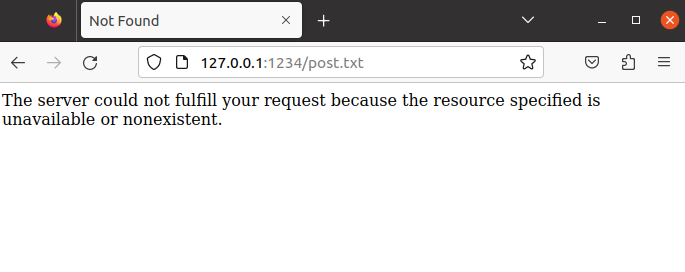 Not Found
127.0.0.1:1234/post.txt
The server could not fulfill your request because the resource specified is
unavailable or nonexistent.